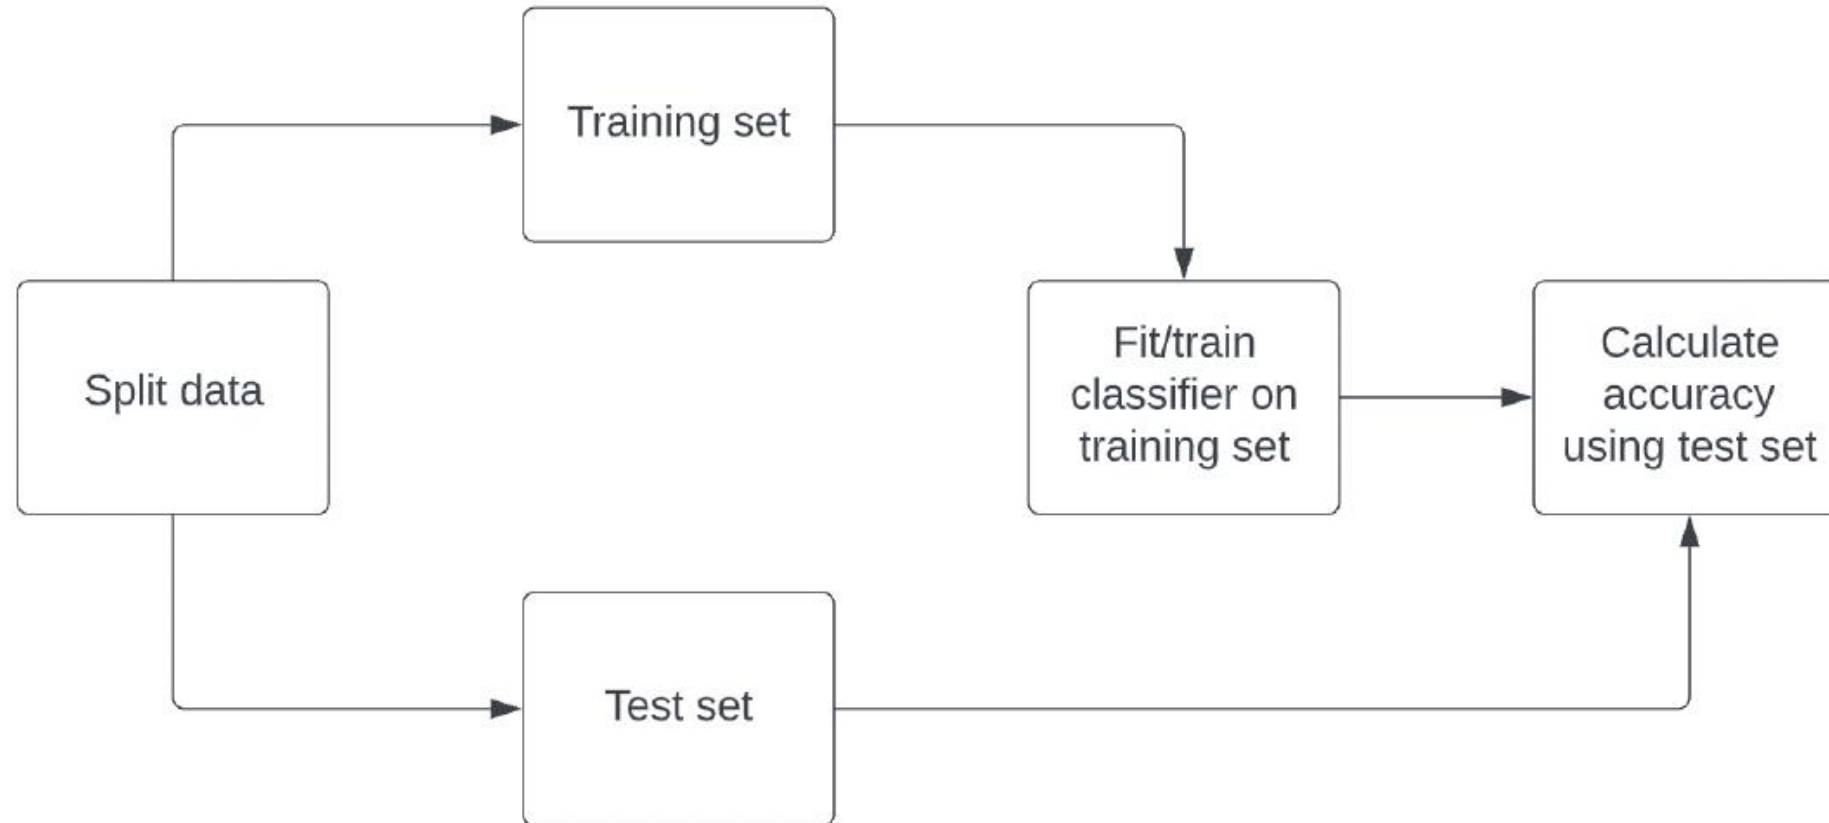 Training set
Split data
Fit/train
classifier on
training set
Calculate
accuracy
using test set
Test set